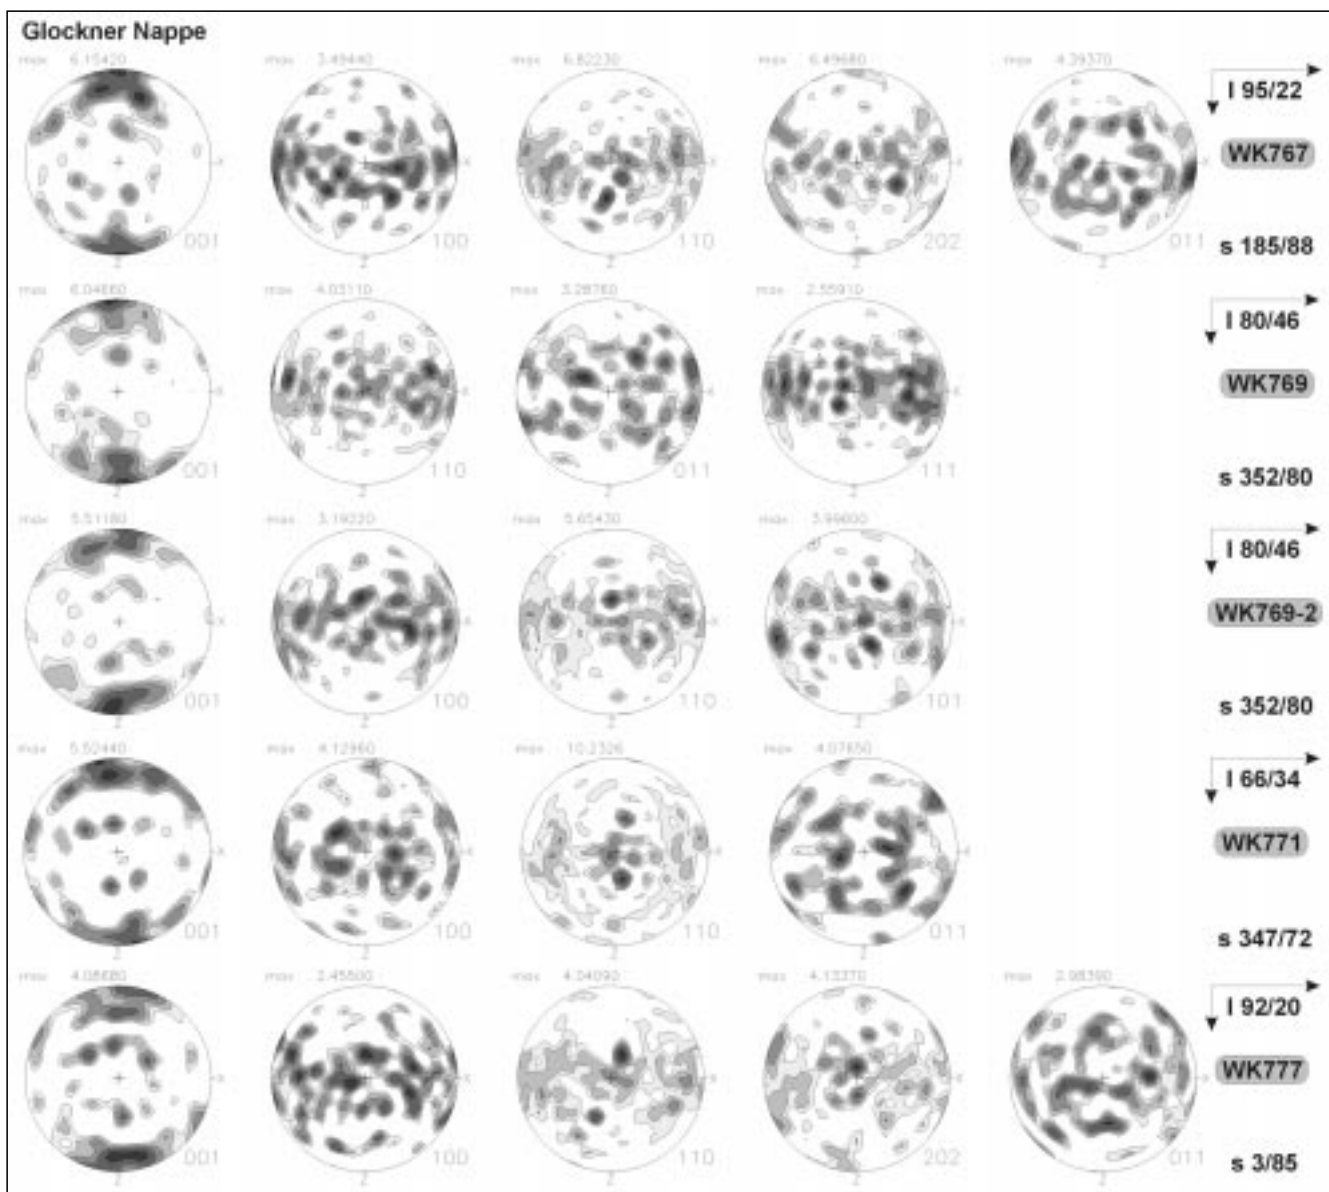 Glockner Nappe
max 6.15420
max 3.49440
max 6.82230
max 6.49680
max 4.39370
l 95/22
WK767
x
x
x
x
x
001
100
110
202
011
s 185/88
z
z
z
z
z
max 6.04660
max 4.03110
max 3.28760
max 2.55910
l 80/46
WK769
x
x
x
x
001
110
011
111
s 352/80
z
z
z
z
max 5.51180
max 3.19220
max 5.65430
max 3.99600
l 80/46
WK769-2
x
x
x
x
001
100
110
101
s 352/80
z
z
z
z
max 5.52440
max 4.12960
max 10.2326
max 4.07650
l 66/34
WK771
x
x
x
x
001
100
110
011
s 347/72
z
z
z
z
max 4.08680
max 2.45500
max 4.04090
max 4.13370
max 2.98390
l 92/20
WK777
x
x
x
x
x
001
100
110
202
011
s 3/85
z
z
z
z
z